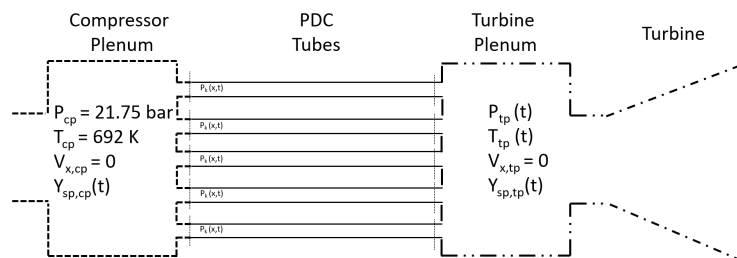 Compressor
Plenum
PDC
Tubes
Turbine
Plenum
Turbine
P_cp = 21.75 bar
T_cp = 692 K
V_x,cp = 0
Y_sp,cp(t)
P_k(x,t)
P_k(x,t)
P_k(x,t)
P_k(x,t)
P_k(x,t)
P_tp (t)
T_tp (t)
V_x,tp = 0
Y_sp,tp(t)